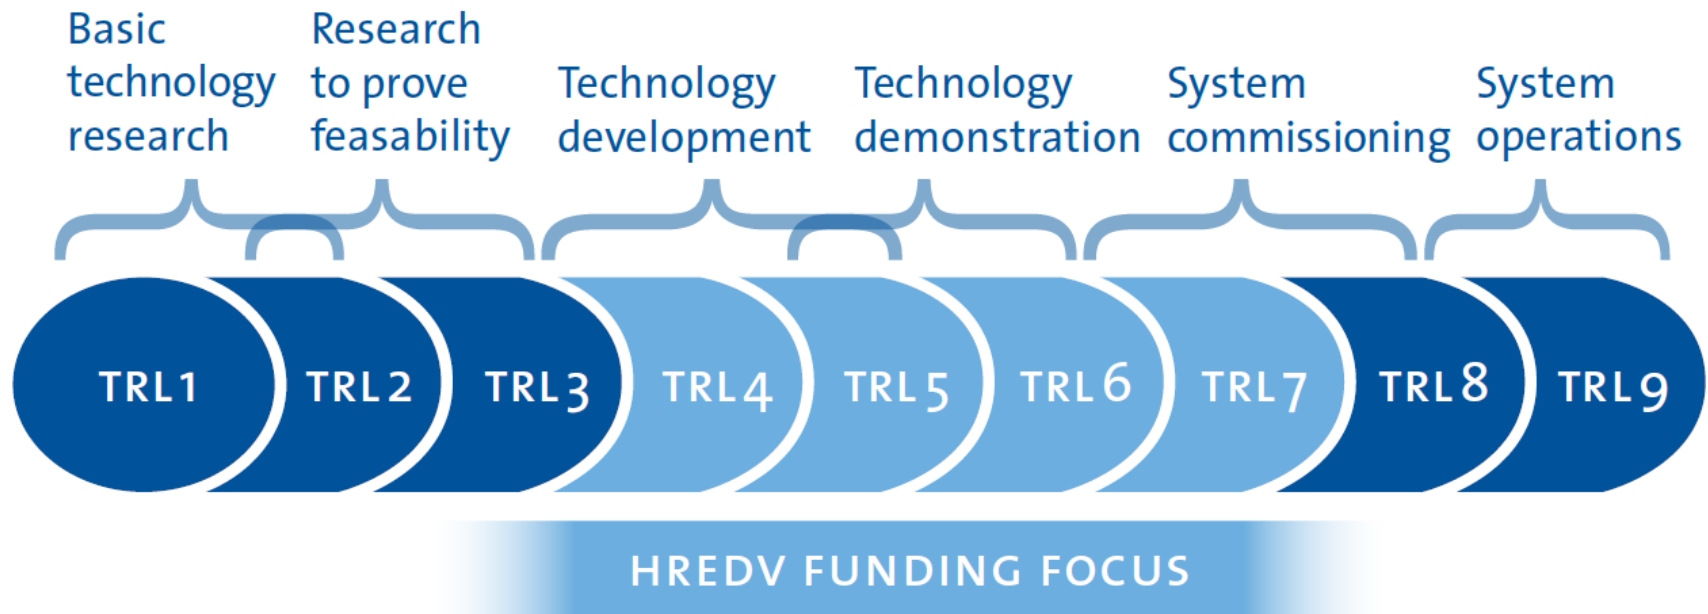 Basic
technology
research
Research
to prove
feasability
Technology
development
Technology
demonstration
System
commissioning
System
operations
TRL1
TRL2
TRL3
TRL4
TRL5
TRL6
TRL7
TRL8
TRL9
HREDV FUNDING FOCUS